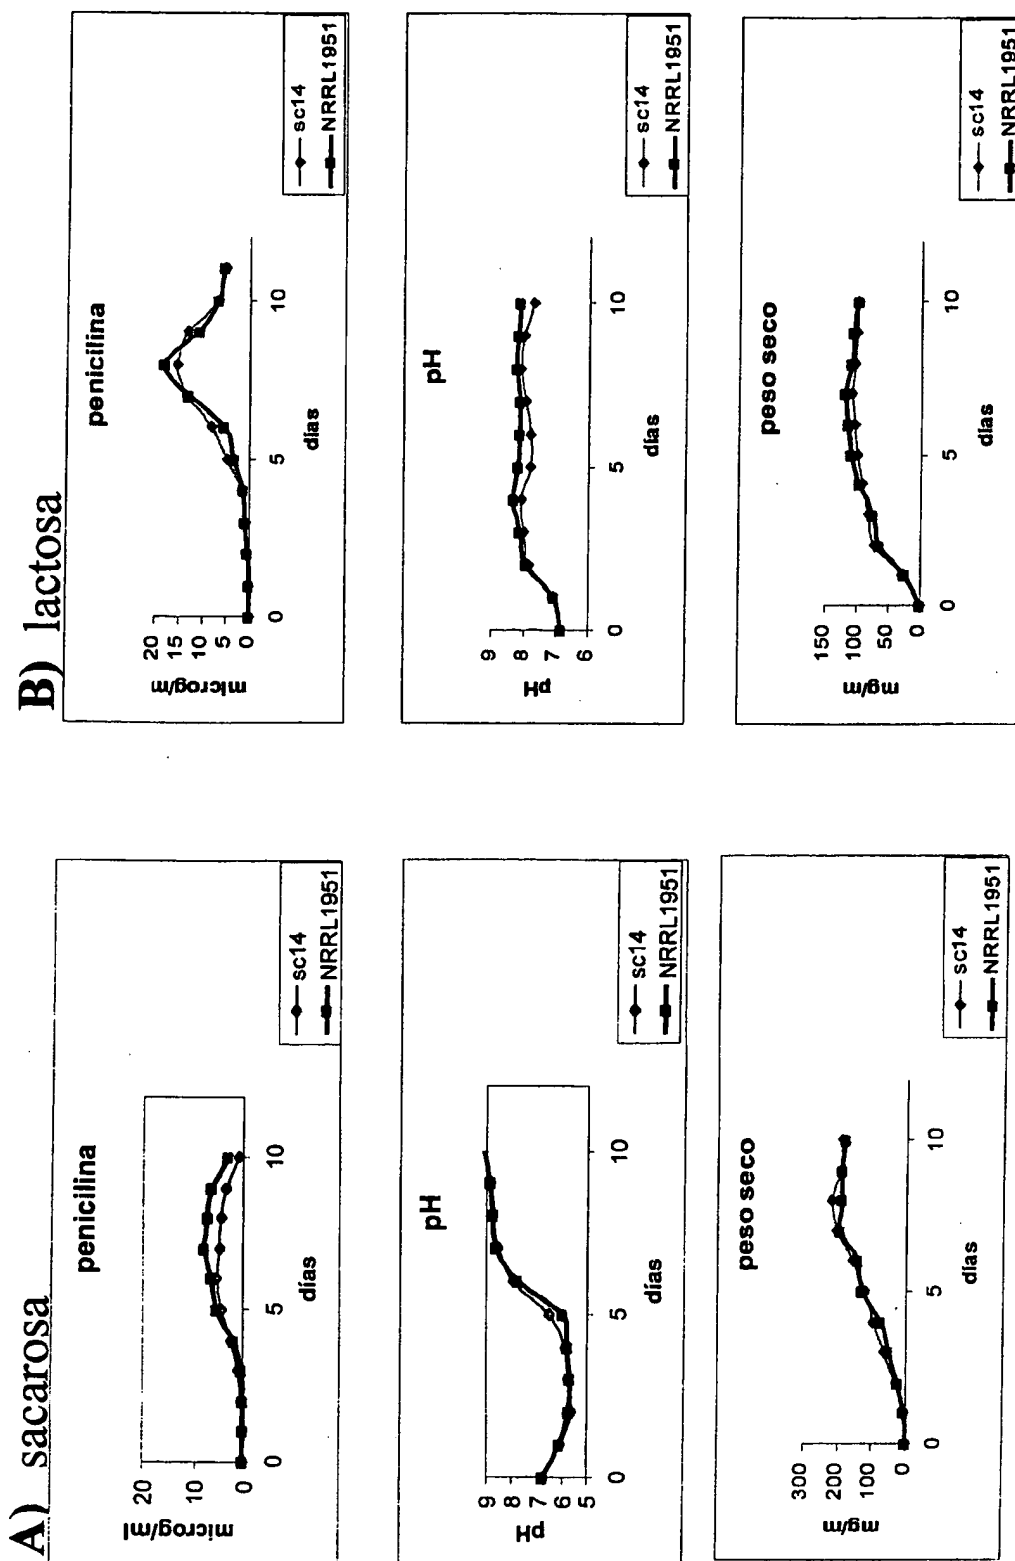 A) sacarosa
penicilina
microg/ml
20
10
0
0
5
10
días
sc14
NRRL1951
pH
pH
9
8
7
6
5
0
5
10
días
sc14
NRRL1951
peso seco
mg/m
300
200
100
0
0
5
10
días
sc14
NRRL1951
B) lactosa
penicilina
microg/m
20
15
10
5
0
0
5
10
días
sc14
NRRL1951
pH
pH
9
8
7
6
0
5
10
días
sc14
NRRL1951
peso seco
mg/m
150
100
50
0
0
5
10
días
sc14
NRRL1951